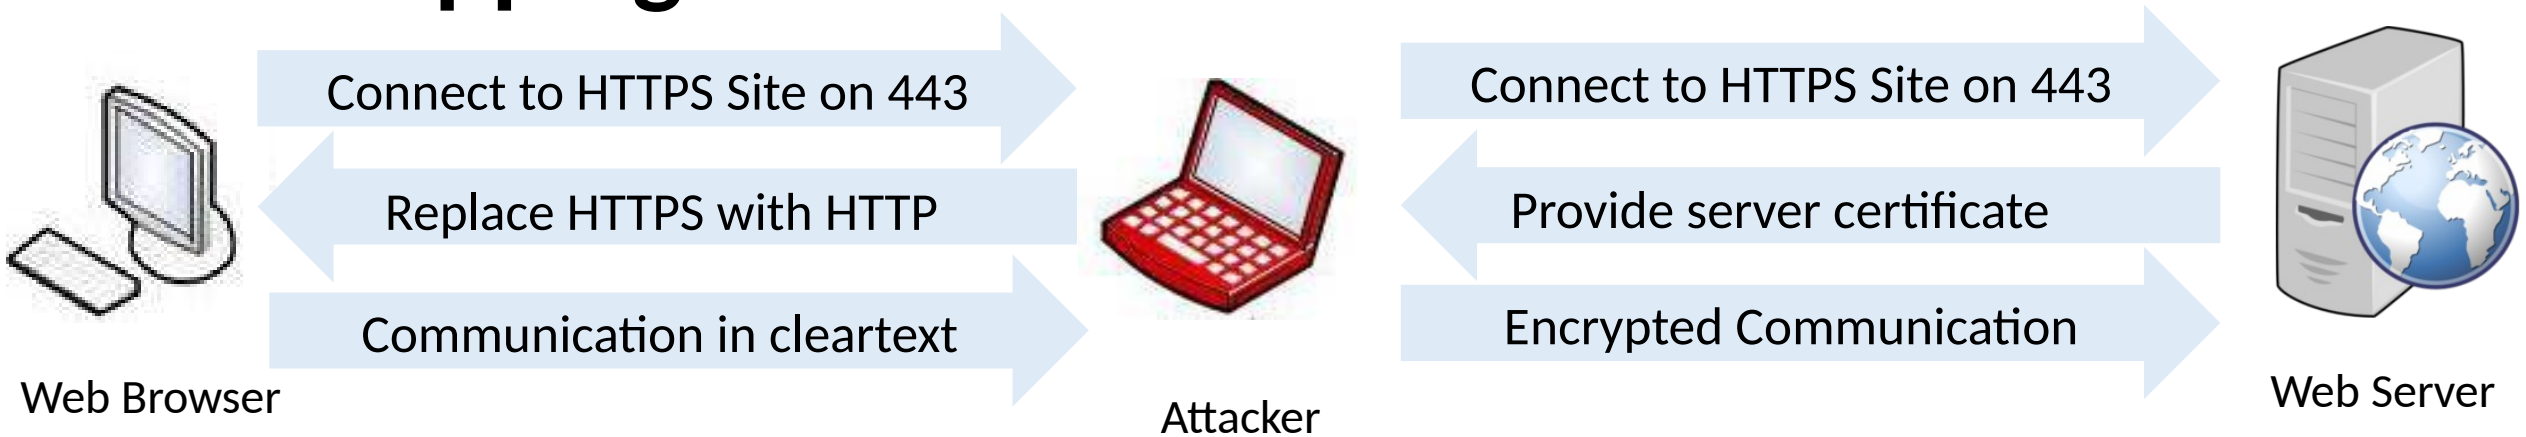 Connect to HTTPS Site on 443
Replace HTTPS with HTTP
Communication in cleartext
Web Browser
Attacker
Connect to HTTPS Site on 443
Provide server certificate
Encrypted Communication
Web Server